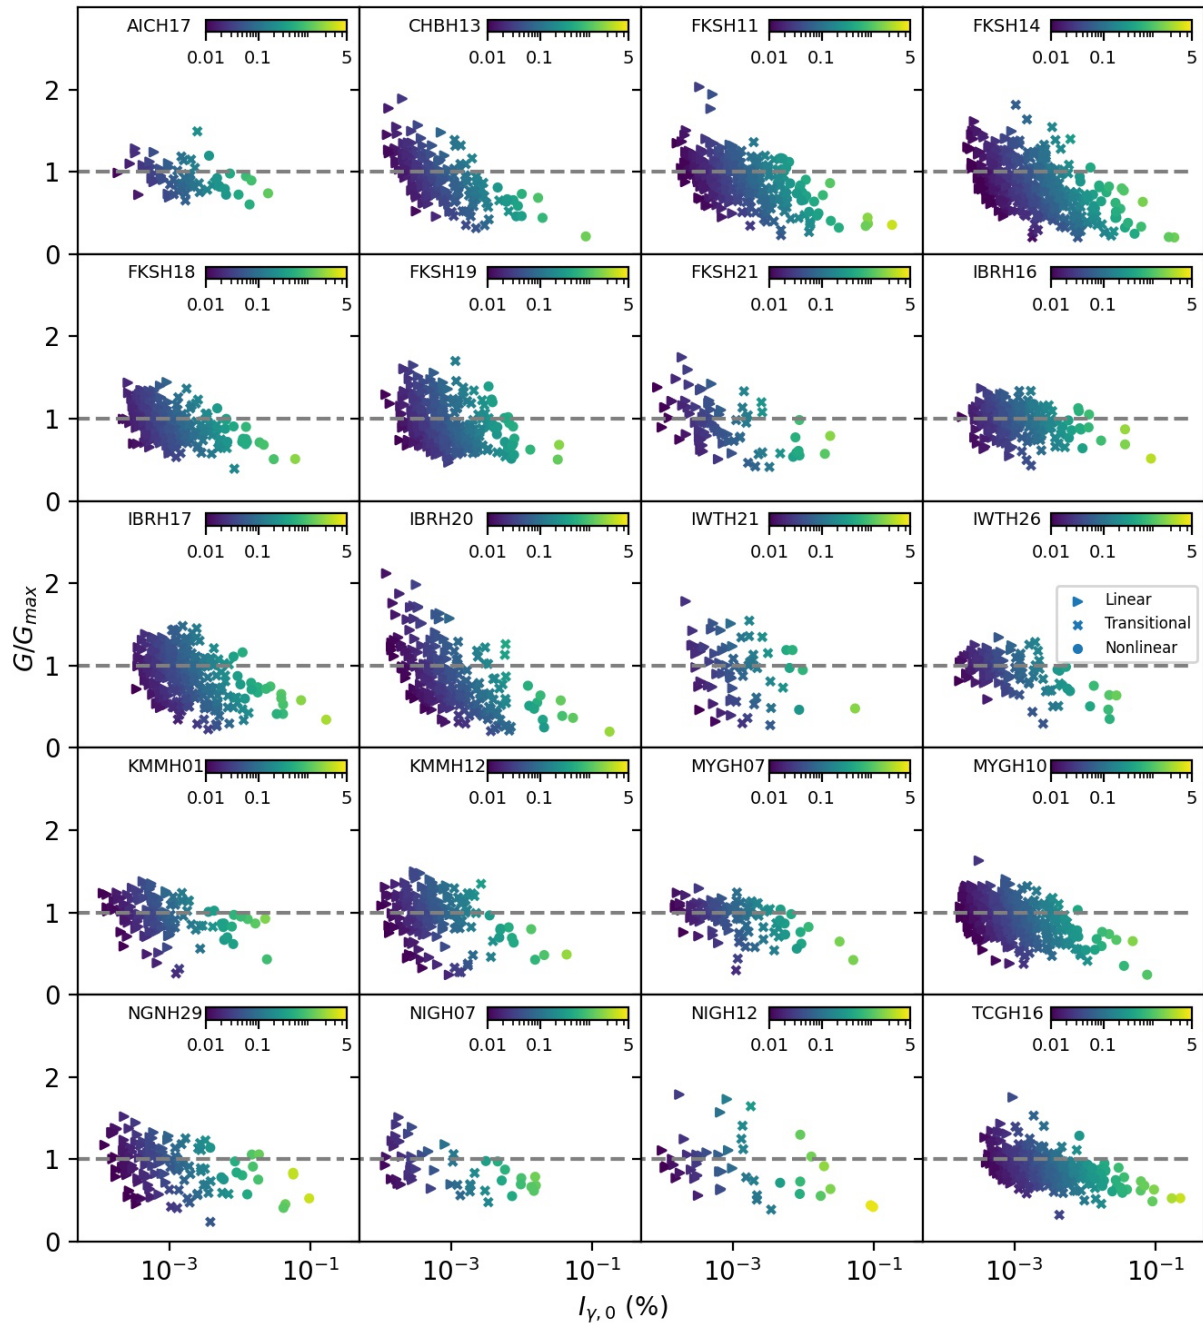 AICH17
0.01 0.1 5
CHBH13
0.01 0.1 5
FKSH11
0.01 0.1 5
FKSH14
0.01 0.1 5
2
1
0
FKSH18
0.01 0.1 5
FKSH19
0.01 0.1 5
FKSH21
0.01 0.1 5
IBRH16
0.01 0.1 5
2
1
0
IBRH17
0.01 0.1 5
IBRH20
0.01 0.1 5
IWTH21
0.01 0.1 5
IWTH26
0.01 0.1 5
Linear
Transitional
Nonlinear
2
1
0
G/G_max
KMMH01
0.01 0.1 5
KMMH12
0.01 0.1 5
MYGH07
0.01 0.1 5
MYGH10
0.01 0.1 5
2
1
0
NGNH29
0.01 0.1 5
NIGH07
0.01 0.1 5
NIGH12
0.01 0.1 5
TCGH16
0.01 0.1 5
2
1
0
10⁻³ 10⁻¹ 10⁻³ 10⁻¹ 10⁻³ 10⁻¹ 10⁻³ 10⁻¹
I_γ,0 (%)